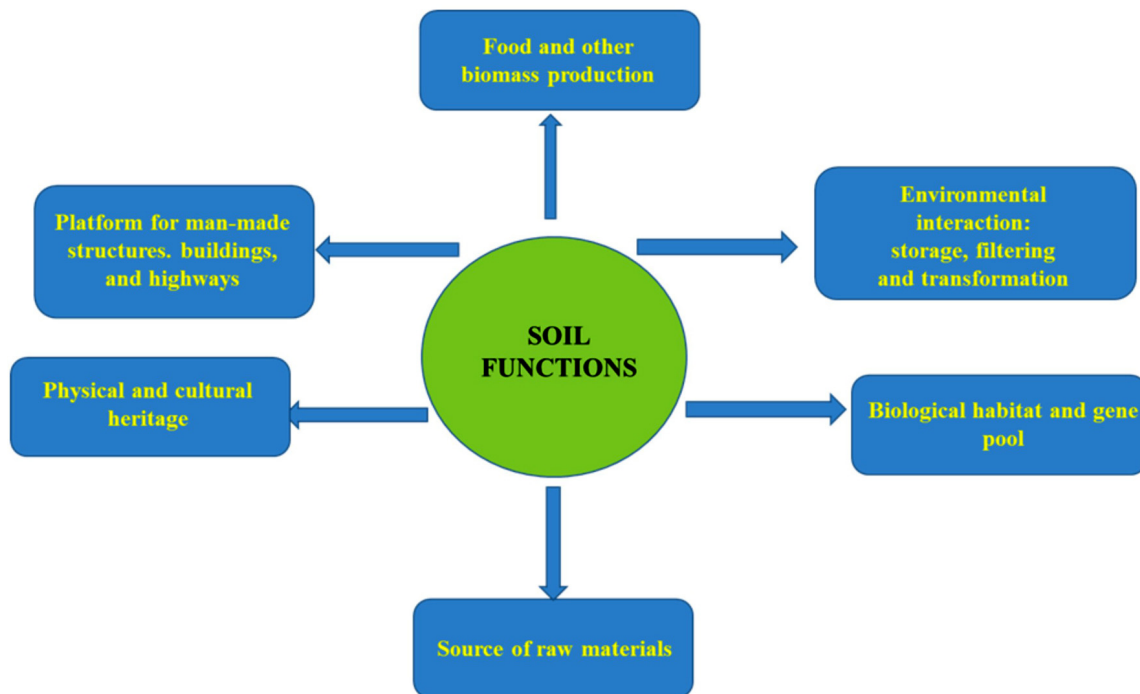 Food and other
biomass production
Platform for man-made
structures. buildings,
and highways
Environmental
interaction:
storage, filtering
and transformation
SOIL
FUNCTIONS
Physical and cultural
heritage
Biological habitat and gene
pool
Source of raw materials